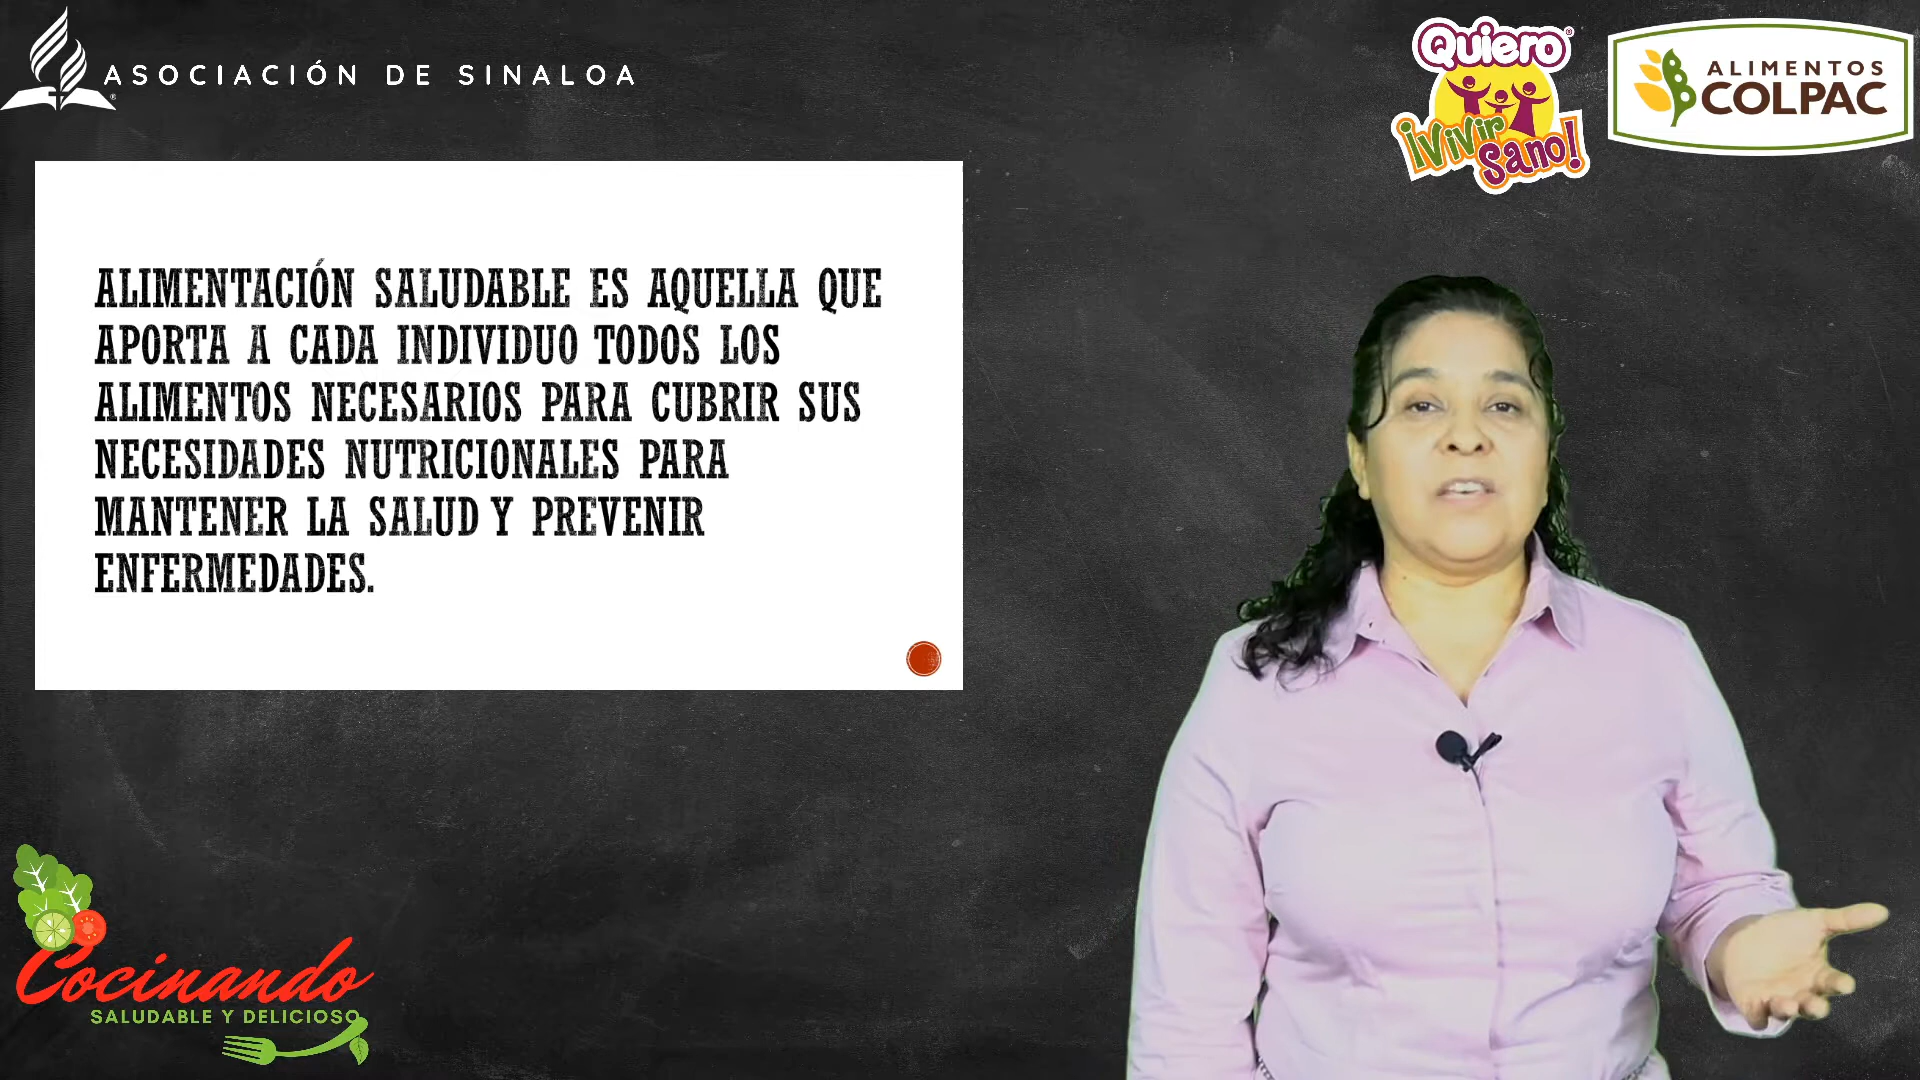 ASOCIACIÓN DE SINALOA
Quiero
¡Vivir
Sano!
ALIMENTOS
COLPAC
ALIMENTACIÓN SALUDABLE ES AQUELLA QUE
APORTA A CADA INDIVIDUO TODOS LOS
ALIMENTOS NECESARIOS PARA CUBRIR SUS
NECESIDADES NUTRICIONALES PARA
MANTENER LA SALUD Y PREVENIR
ENFERMEDADES.
Cocinando
SALUDABLE Y DELICIOSO